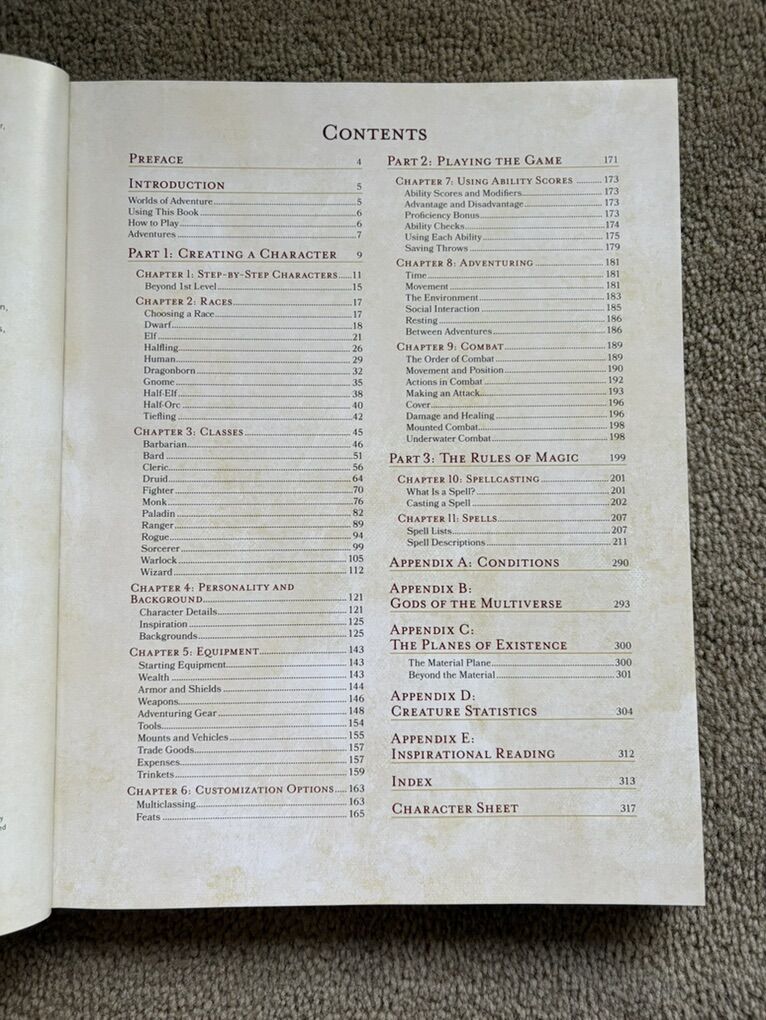 CONTENTS
PREFACE 4
INTRODUCTION 5
Worlds of Adventure 5
Using This Book 6
How to Play 6
Adventures 7
PART 1: CREATING A CHARACTER 9
CHAPTER 1: STEP-BY-STEP CHARACTERS 11
Beyond 1st Level 15
CHAPTER 2: RACES 17
Choosing a Race 17
Dwarf 18
Elf 21
Halfling 26
Human 29
Dragonborn 32
Gnome 35
Half-Elf 38
Half-Orc 40
Tiefling 42
CHAPTER 3: CLASSES 45
Barbarian 46
Bard 51
Cleric 56
Druid 64
Fighter 70
Monk 76
Paladin 82
Ranger 89
Rogue 94
Sorcerer 99
Warlock 105
Wizard 112
CHAPTER 4: PERSONALITY AND
BACKGROUND 121
Character Details 121
Inspiration 125
Backgrounds 125
CHAPTER 5: EQUIPMENT 143
Starting Equipment 143
Wealth 143
Armor and Shields 144
Weapons 146
Adventuring Gear 148
Tools 154
Mounts and Vehicles 155
Trade Goods 157
Expenses 157
Trinkets 159
CHAPTER 6: CUSTOMIZATION OPTIONS 163
Multiclassing 163
Feats 165
PART 2: PLAYING THE GAME 171
CHAPTER 7: USING ABILITY SCORES 173
Ability Scores and Modifiers 173
Advantage and Disadvantage 173
Proficiency Bonus 173
Ability Checks 174
Using Each Ability 175
Saving Throws 179
CHAPTER 8: ADVENTURING 181
Time 181
Movement 181
The Environment 183
Social Interaction 185
Resting 186
Between Adventures 186
CHAPTER 9: COMBAT 189
The Order of Combat 189
Movement and Position 190
Actions in Combat 192
Making an Attack 193
Cover 196
Damage and Healing 196
Mounted Combat 198
Underwater Combat 198
PART 3: THE RULES OF MAGIC 199
CHAPTER 10: SPELLCASTING 201
What Is a Spell? 201
Casting a Spell 202
CHAPTER 11: SPELLS 207
Spell Lists 207
Spell Descriptions 211
APPENDIX A: CONDITIONS 290
APPENDIX B:
GODS OF THE MULTIVERSE 293
APPENDIX C:
THE PLANES OF EXISTENCE 300
The Material Plane 300
Beyond the Material 301
APPENDIX D:
CREATURE STATISTICS 304
APPENDIX E:
INSPIRATIONAL READING 312
INDEX 313
CHARACTER SHEET 317